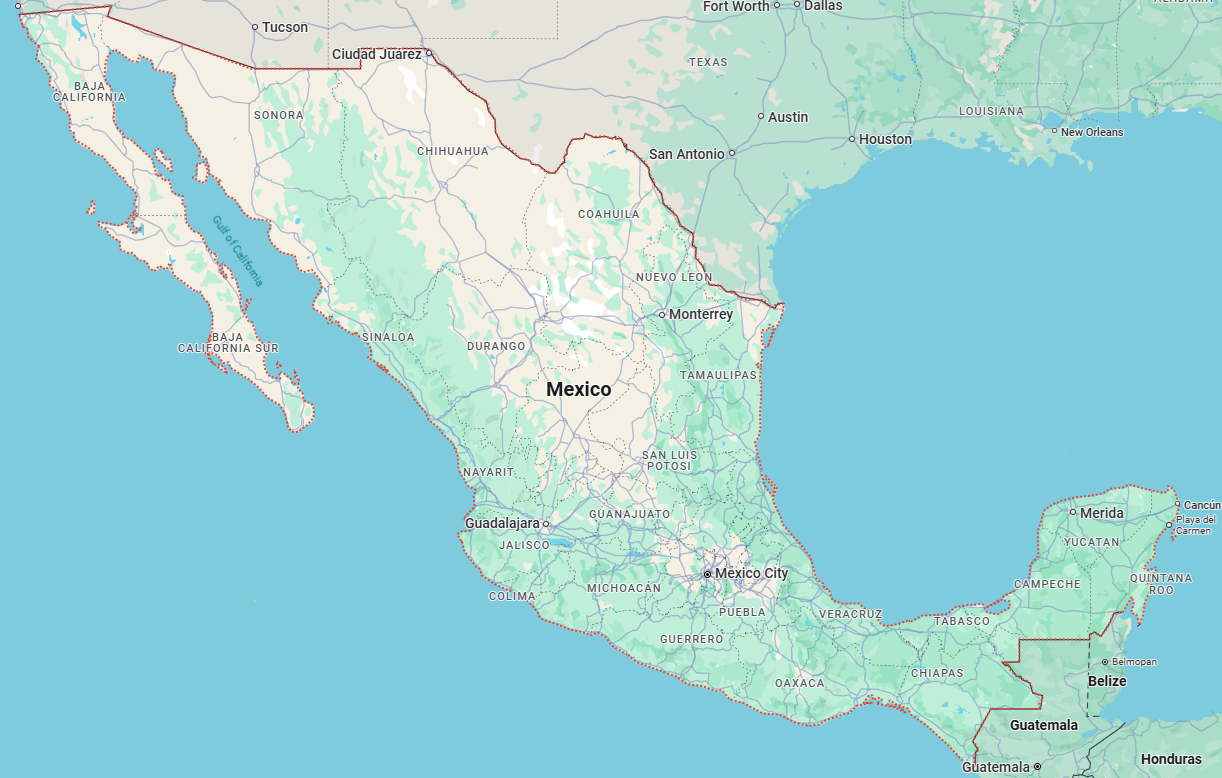 Fort Worth
Dallas
ALABAMA
Tucson
Ciudad Juárez
TEXAS
BAJA
CALIFORNIA
SONORA
LOUISIANA
Austin
New Orleans
Houston
CHIHUAHUA
San Antonio
COAHUILA
Gulf of California
NUEVO LEON
Monterrey
BAJA
CALIFORNIA SUR
SINALOA
DURANGO
TAMAULIPAS
Mexico
SAN LUIS
POTOSI
NAYARIT
Guadalajara
GUANAJUATO
Merida
Cancún
Playa del
Carmen
JALISCO
YUCATAN
Mexico City
QUINTANA
ROO
CAMPECHE
MICHOACÁN
COLIMA
PUEBLA
VERACRUZ
TABASCO
GUERRERO
Belmopan
CHIAPAS
OAXACA
Belize
Guatemala
Honduras
Guatemala